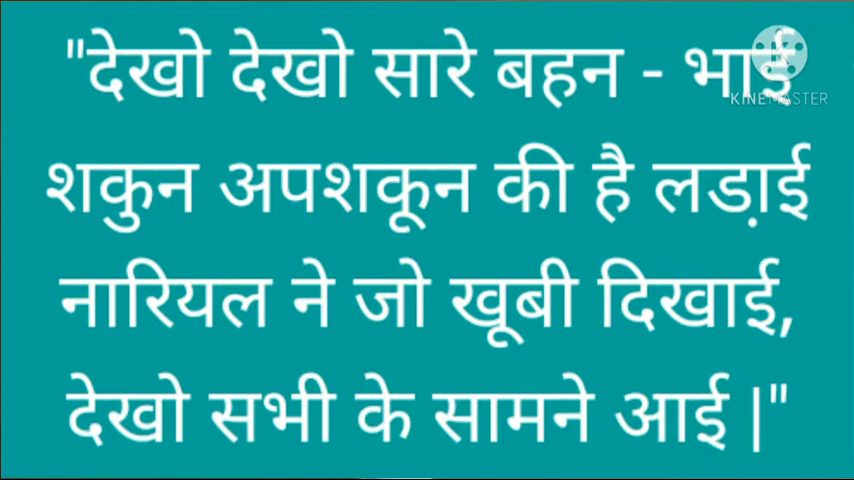 "देखो देखो सारे बहन - भाई
KINEMASTER
शकुन अपशकून की है लडा़ई
नारियल ने जो खूबी दिखाई,
देखो सभी के सामने आई |"